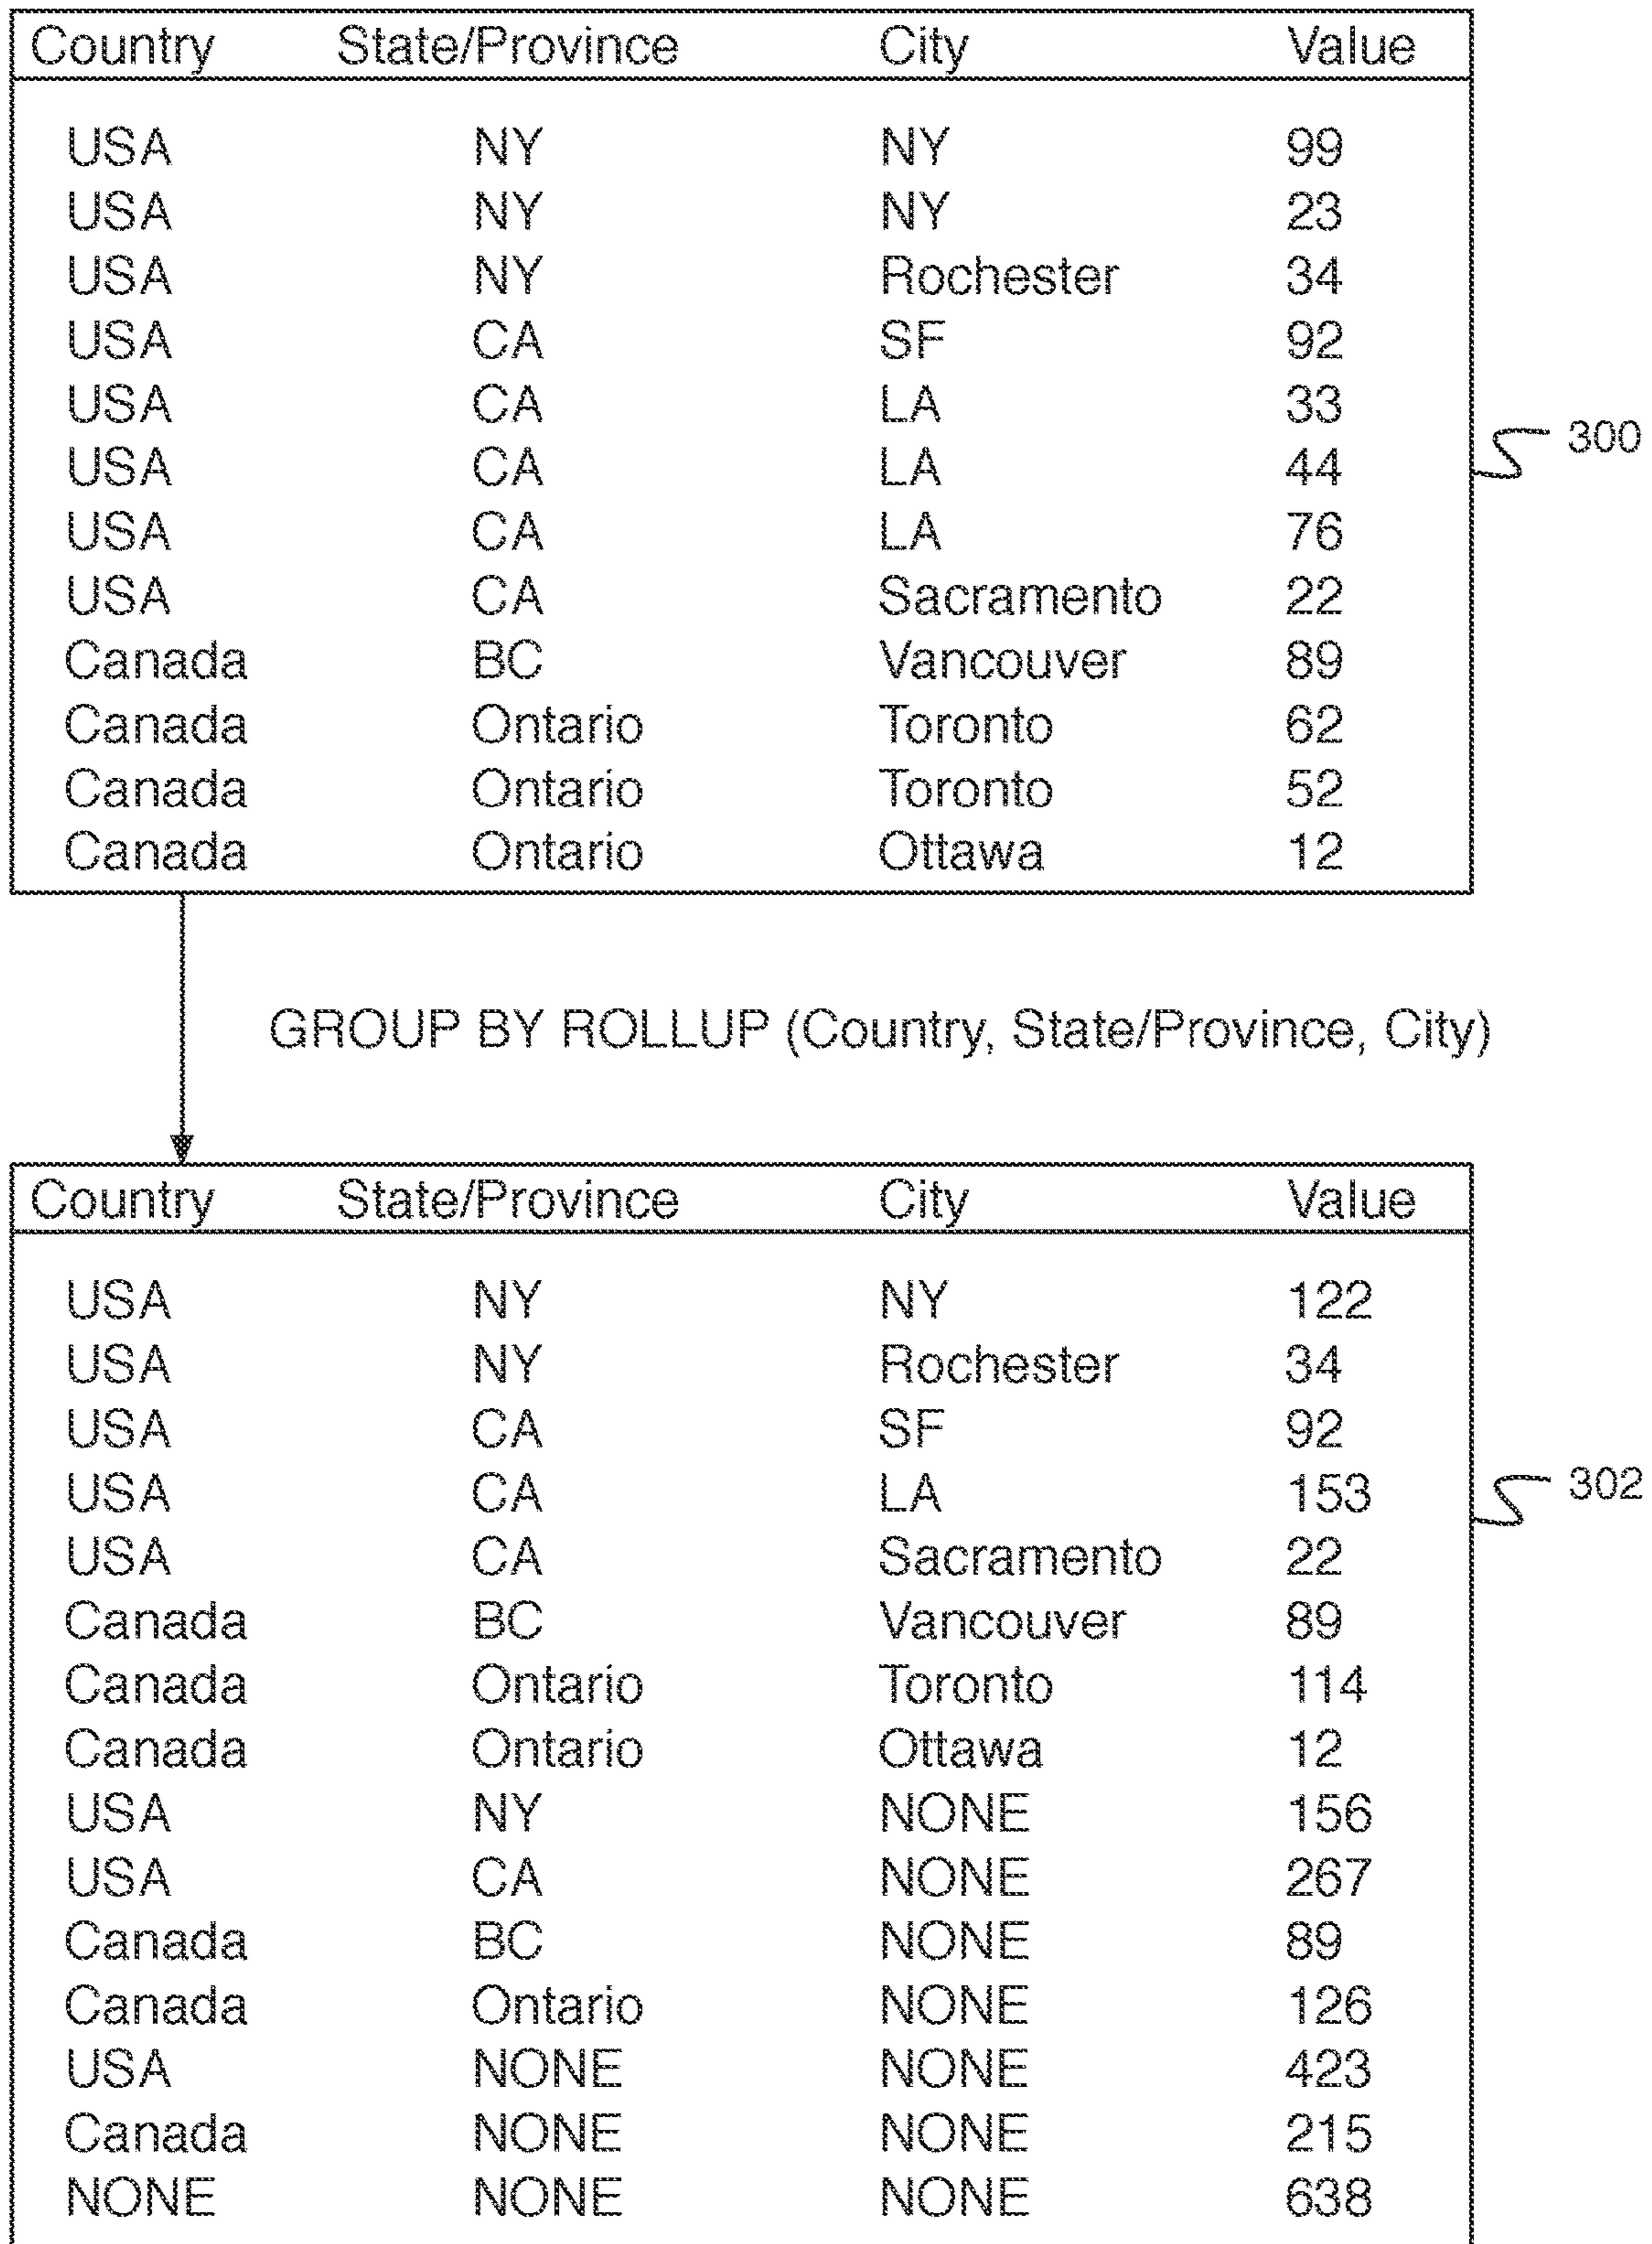 Country State/Province City Value
USA NY NY 99
USA NY NY 23
USA NY Rochester 34
USA CA SF 92
USA CA LA 33
300
USA CA LA 44
USA CA LA 76
USA CA Sacramento 22
Canada BC Vancouver 89
Canada Ontario Toronto 62
Canada Ontario Toronto 52
Canada Ontario Ottawa 12
GROUP BY ROLLUP (Country, State/Province, City)
Country State/Province City Value
USA NY NY 122
USA NY Rochester 34
USA CA SF 92
USA CA LA 153
302
USA CA Sacramento 22
Canada BC Vancouver 89
Canada Ontario Toronto 114
Canada Ontario Ottawa 12
USA NY NONE 156
USA CA NONE 267
Canada BC NONE 89
Canada Ontario NONE 126
USA NONE NONE 423
Canada NONE NONE 215
NONE NONE NONE 638